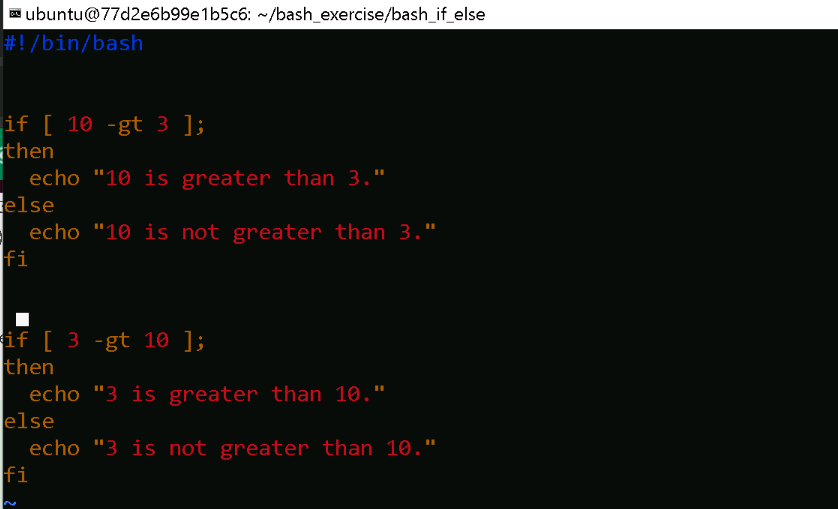 ubuntu@77d2e6b99e1b5c6: ~/bash_exercise/bash_if_else
#!/bin/bash
if [ 10 -gt 3 ];
then
  echo "10 is greater than 3."
else
  echo "10 is not greater than 3."
fi
if [ 3 -gt 10 ];
then
  echo "3 is greater than 10."
else
  echo "3 is not greater than 10."
fi
~